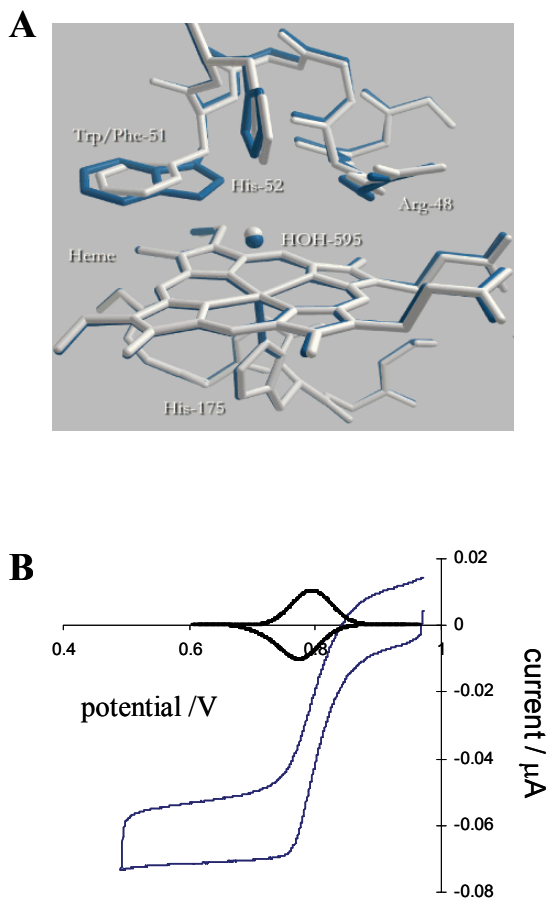 A
Trp/Phe-51
His-52
Arg-48
HOH-595
Heme
His-175
B
0.02
0.4
0.6
0.8
0
1
potential /V
-0.02
-0.04
-0.06
-0.08
current / μA